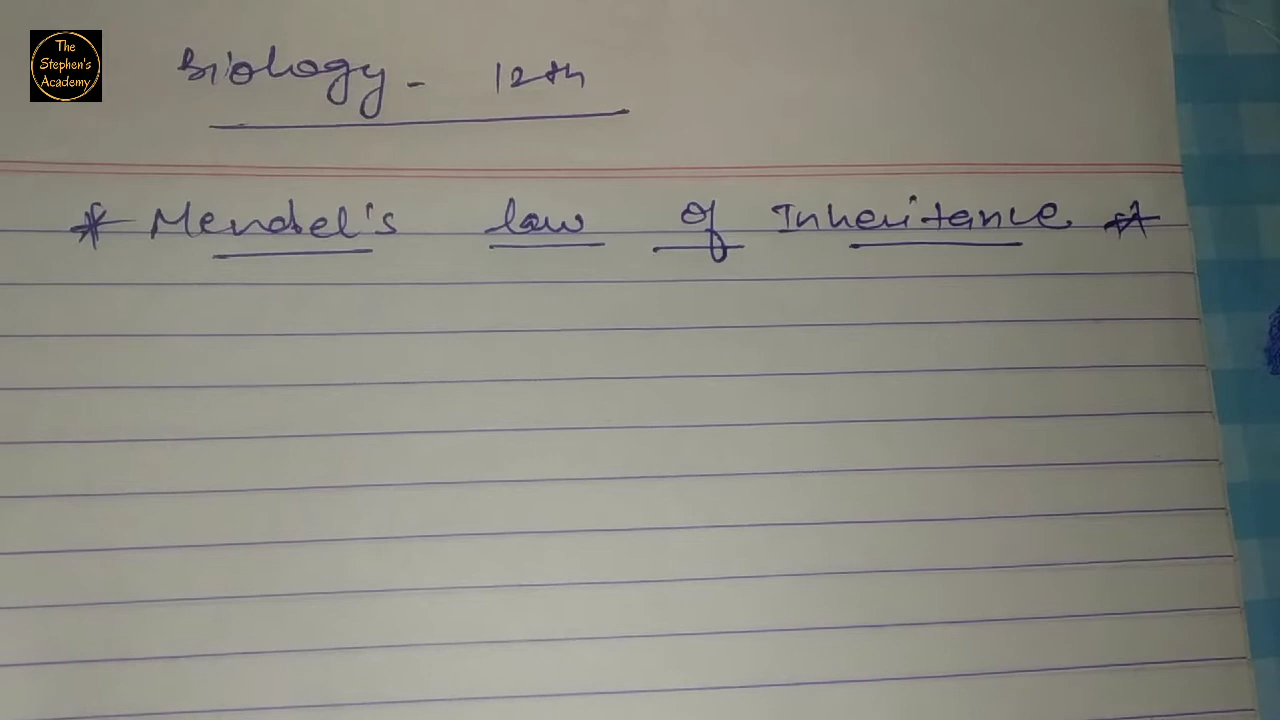 The
Stephen's
Academy
Biology - 12th
* Mendel's law of Inheritance *